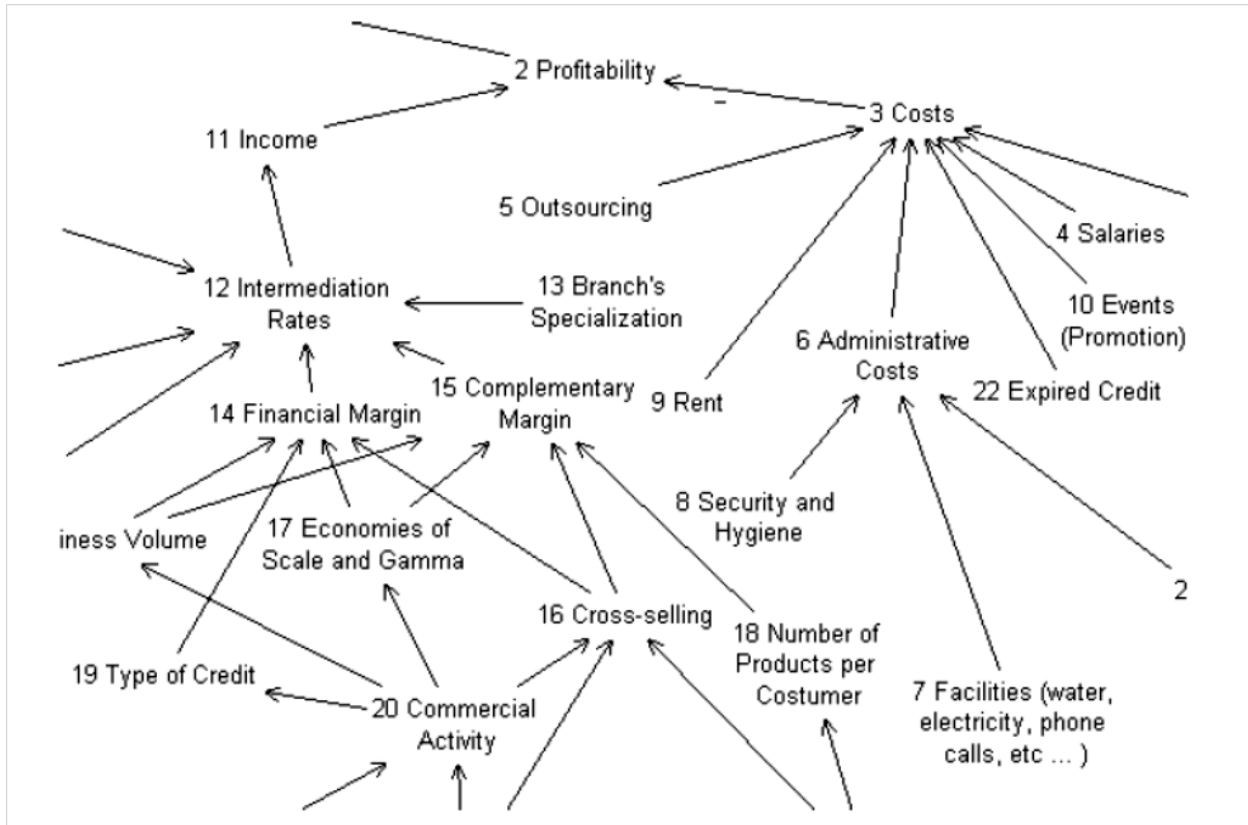 2 Profitability
3 Costs
–
11 Income
5 Outsourcing
4 Salaries
12 Intermediation
Rates
13 Branch's
Specialization
10 Events
(Promotion)
6 Administrative
Costs
15 Complementary
Margin
9 Rent
22 Expired Credit
14 Financial Margin
8 Security and
Hygiene
iness Volume
17 Economies of
Scale and Gamma
2
16 Cross-selling
18 Number of
Products per
Costumer
19 Type of Credit
20 Commercial
Activity
7 Facilities (water,
electricity, phone
calls, etc ... )